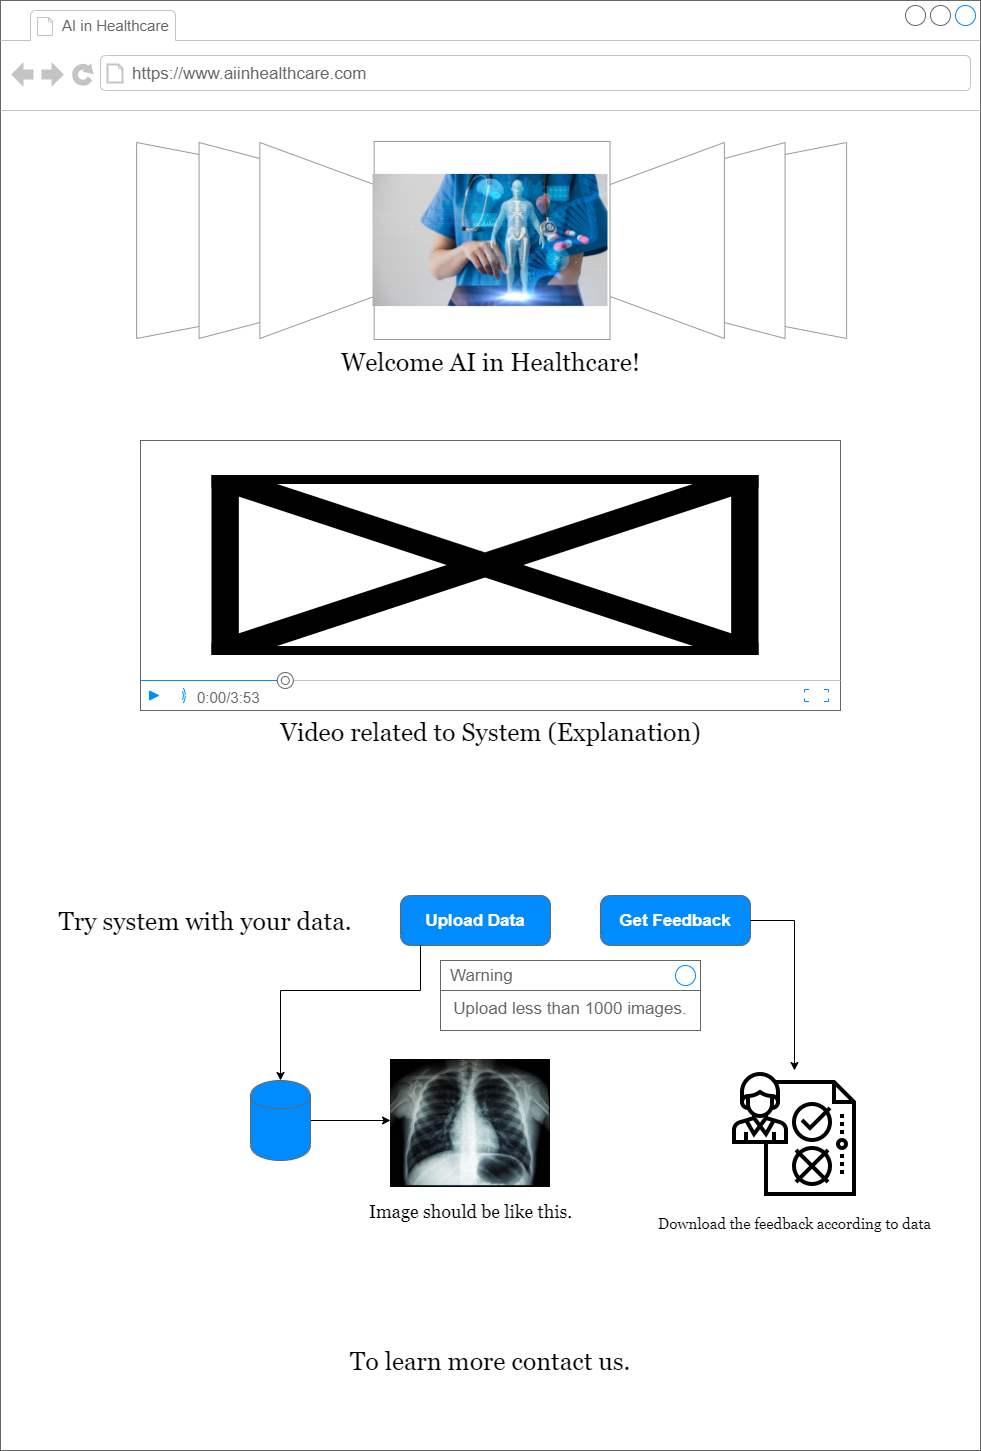 AI in Healthcare
https://www.aiinhealthcare.com
Welcome AI in Healthcare!
0:00/3:53
Video related to System (Explanation)
Try system with your data.
Upload Data
Get Feedback
Warning
Upload less than 1000 images.
Image should be like this.
Download the feedback according to data
To learn more contact us.